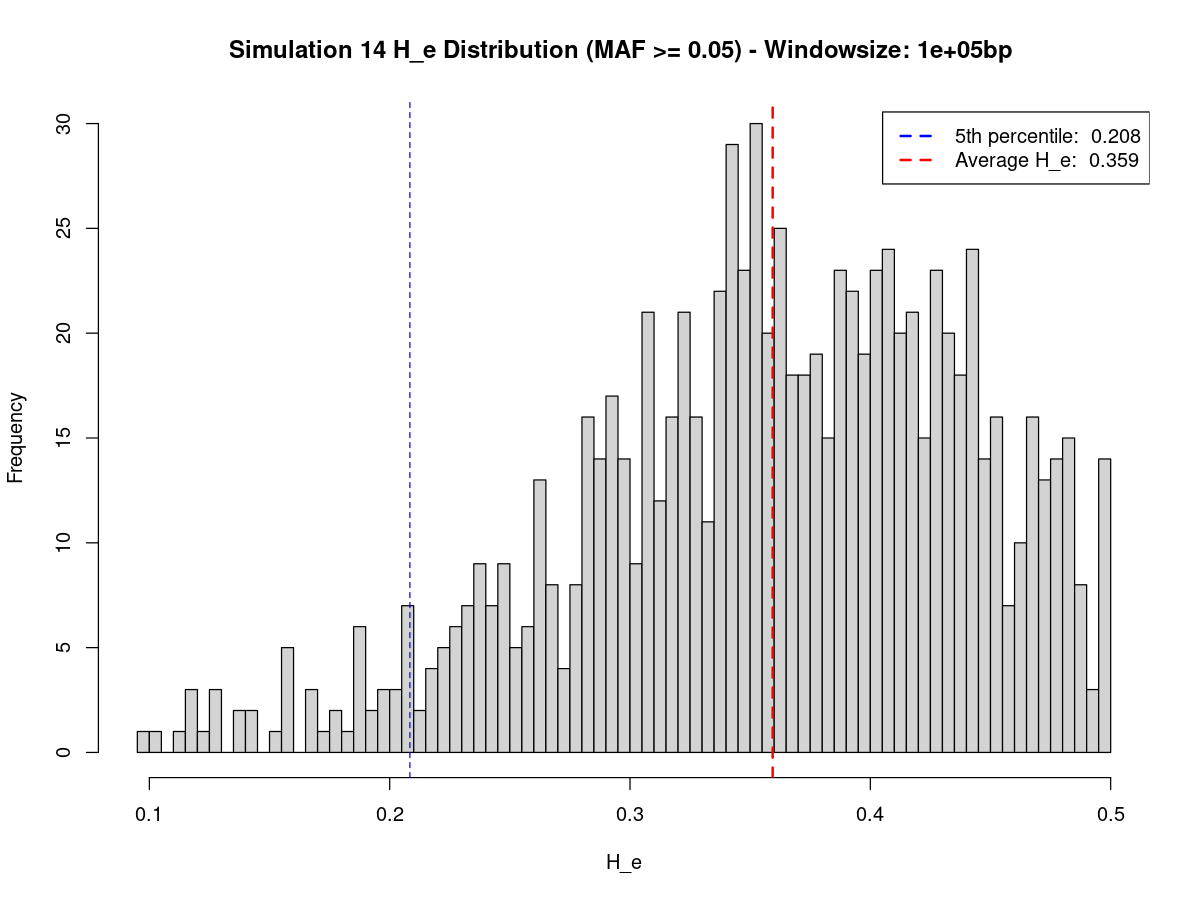 Simulation 14 H_e Distribution (MAF >= 0.05) - Windowsize: 1e+05bp
5th percentile:  0.208
Average H_e:  0.359
Frequency
30
25
20
15
10
5
0
0.1
0.2
0.3
0.4
0.5
H_e